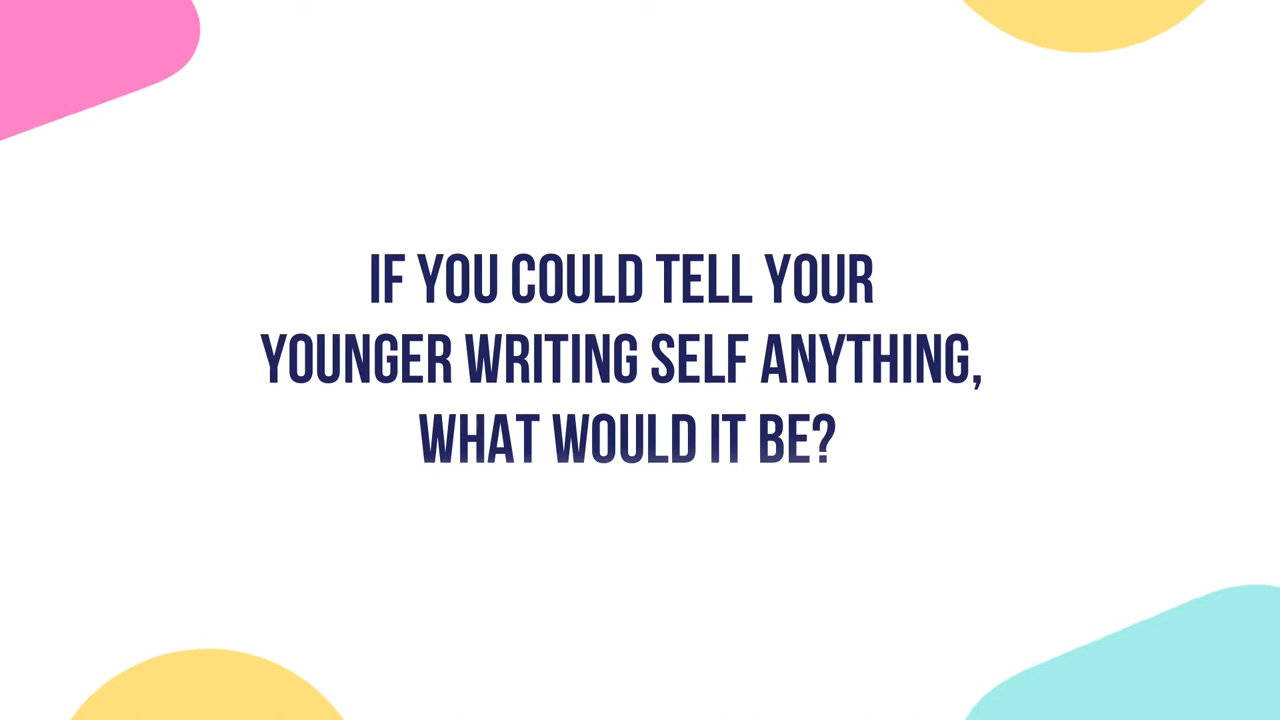 IF YOU COULD TELL YOUR
YOUNGER WRITING SELF ANYTHING,
WHAT WOULD IT BE?